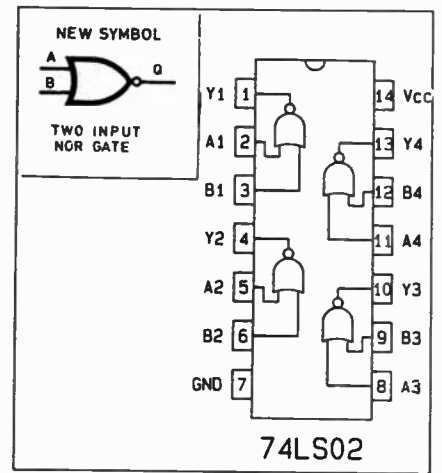 NEW SYMBOL
A
B
Q
TWO INPUT
NOR GATE
Y1 1
14 Vcc
A1 2
13 Y4
B1 3
12 B4
Y2 4
11 A4
A2 5
10 Y3
B2 6
9 B3
GND 7
8 A3
74LS02